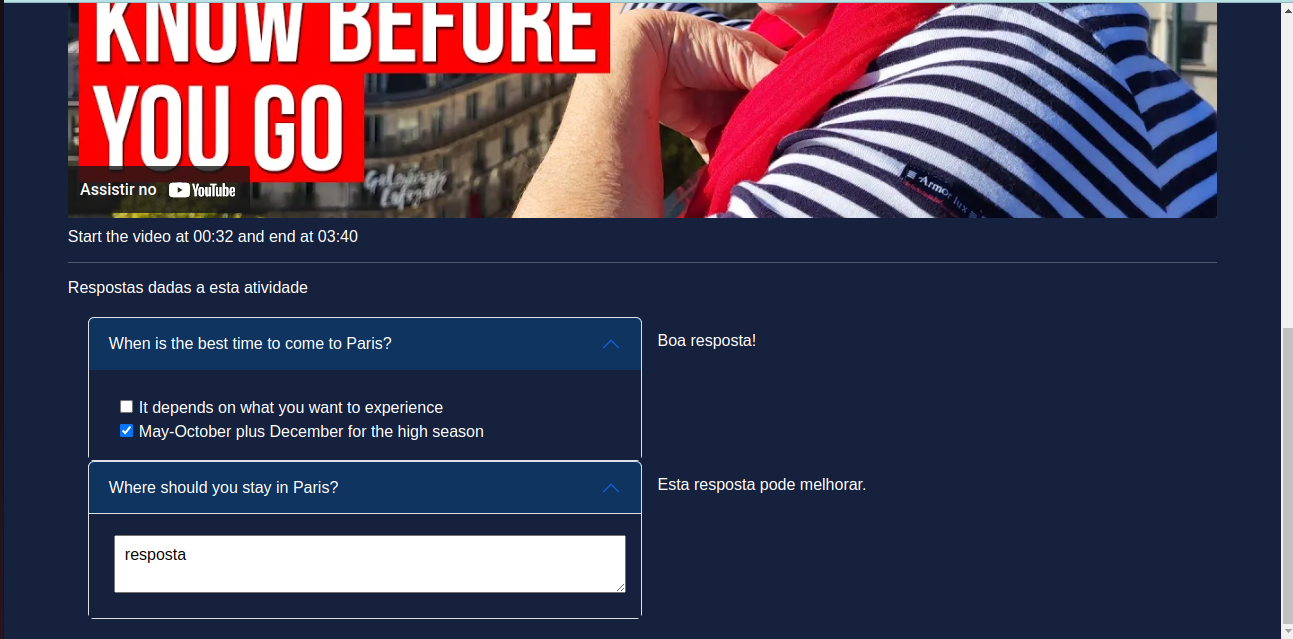 KNOW BEFORE
YOU GO
Assistir no YouTube
Armor lux
Start the video at 00:32 and end at 03:40
Respostas dadas a esta atividade
When is the best time to come to Paris?
Boa resposta!
It depends on what you want to experience
May-October plus December for the high season
Where should you stay in Paris?
Esta resposta pode melhorar.
resposta